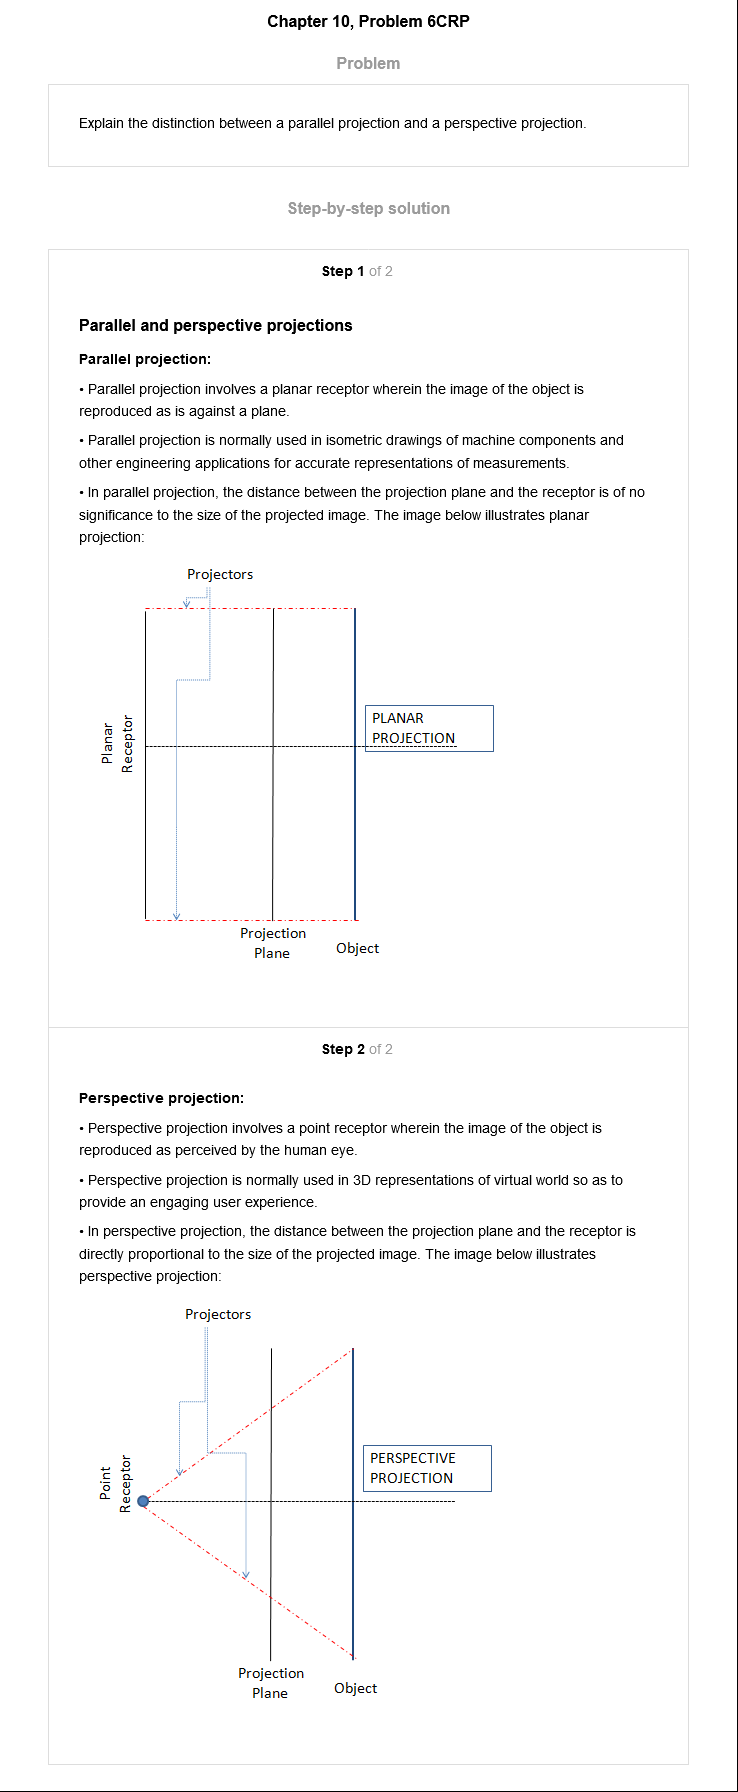 Chapter 10, Problem 6CRP
Problem
Explain the distinction between a parallel projection and a perspective projection.
Step-by-step solution
Step 1 of 2
Parallel and perspective projections
Parallel projection:
• Parallel projection involves a planar receptor wherein the image of the object is
reproduced as is against a plane.
• Parallel projection is normally used in isometric drawings of machine components and
other engineering applications for accurate representations of measurements.
• In parallel projection, the distance between the projection plane and the receptor is of no
significance to the size of the projected image. The image below illustrates planar
projection:
Projectors
Planar
Receptor
PLANAR
PROJECTION
Projection
Plane
Object
Step 2 of 2
Perspective projection:
• Perspective projection involves a point receptor wherein the image of the object is
reproduced as perceived by the human eye.
• Perspective projection is normally used in 3D representations of virtual world so as to
provide an engaging user experience.
• In perspective projection, the distance between the projection plane and the receptor is
directly proportional to the size of the projected image. The image below illustrates
perspective projection:
Projectors
Point
Receptor
PERSPECTIVE
PROJECTION
Projection
Plane
Object